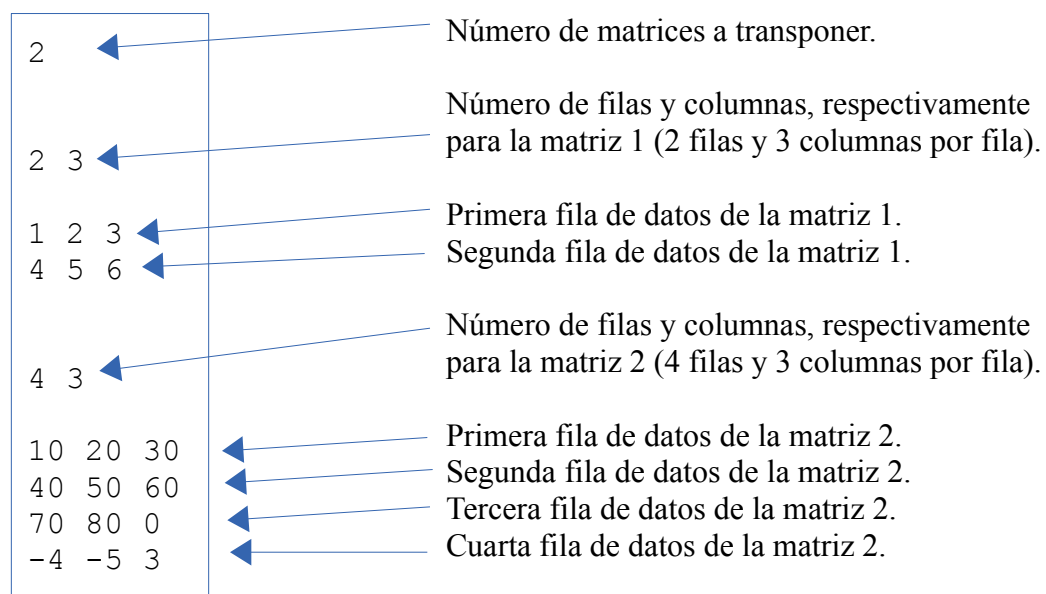 2
Número de matrices a transponer.
Número de filas y columnas, respectivamente
para la matriz 1 (2 filas y 3 columnas por fila).
2 3
Primera fila de datos de la matriz 1.
1 2 3
Segunda fila de datos de la matriz 1.
4 5 6
Número de filas y columnas, respectivamente
para la matriz 2 (4 filas y 3 columnas por fila).
4 3
10 20 30
Primera fila de datos de la matriz 2.
40 50 60
Segunda fila de datos de la matriz 2.
70 80 0
Tercera fila de datos de la matriz 2.
-4 -5 3
Cuarta fila de datos de la matriz 2.